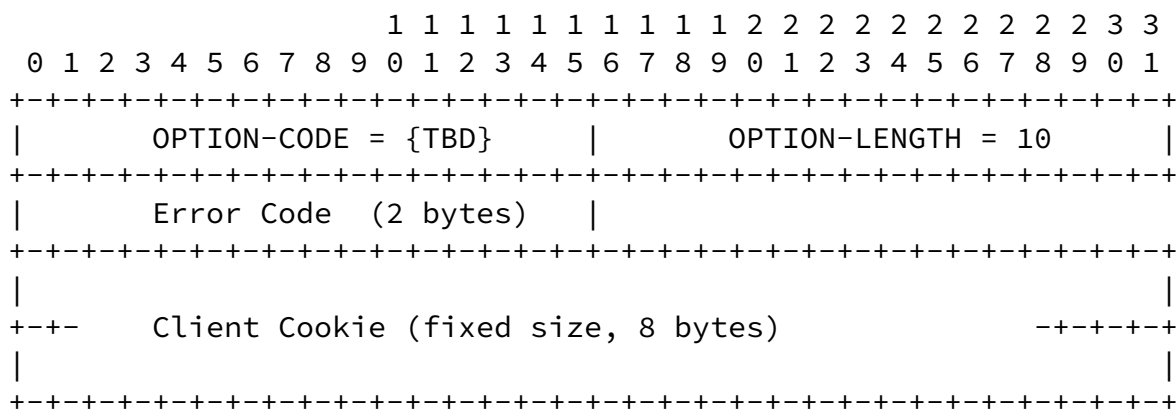 1 1 1 1 1 1 1 1 1 1 2 2 2 2 2 2 2 2 2 2 3 3
 0 1 2 3 4 5 6 7 8 9 0 1 2 3 4 5 6 7 8 9 0 1 2 3 4 5 6 7 8 9 0 1
+-+-+-+-+-+-+-+-+-+-+-+-+-+-+-+-+-+-+-+-+-+-+-+-+-+-+-+-+-+-+-+-+
|       OPTION-CODE = {TBD}     |       OPTION-LENGTH = 10      |
+-+-+-+-+-+-+-+-+-+-+-+-+-+-+-+-+-+-+-+-+-+-+-+-+-+-+-+-+-+-+-+-+
|       Error Code  (2 bytes)   |
+-+-+-+-+-+-+-+-+-+-+-+-+-+-+-+-+-+-+-+-+-+-+-+-+-+-+-+-+-+-+-+-+
|                                                               |
+-+-    Client Cookie (fixed size, 8 bytes)              -+-+-+-+
|                                                               |
+-+-+-+-+-+-+-+-+-+-+-+-+-+-+-+-+-+-+-+-+-+-+-+-+-+-+-+-+-+-+-+-+